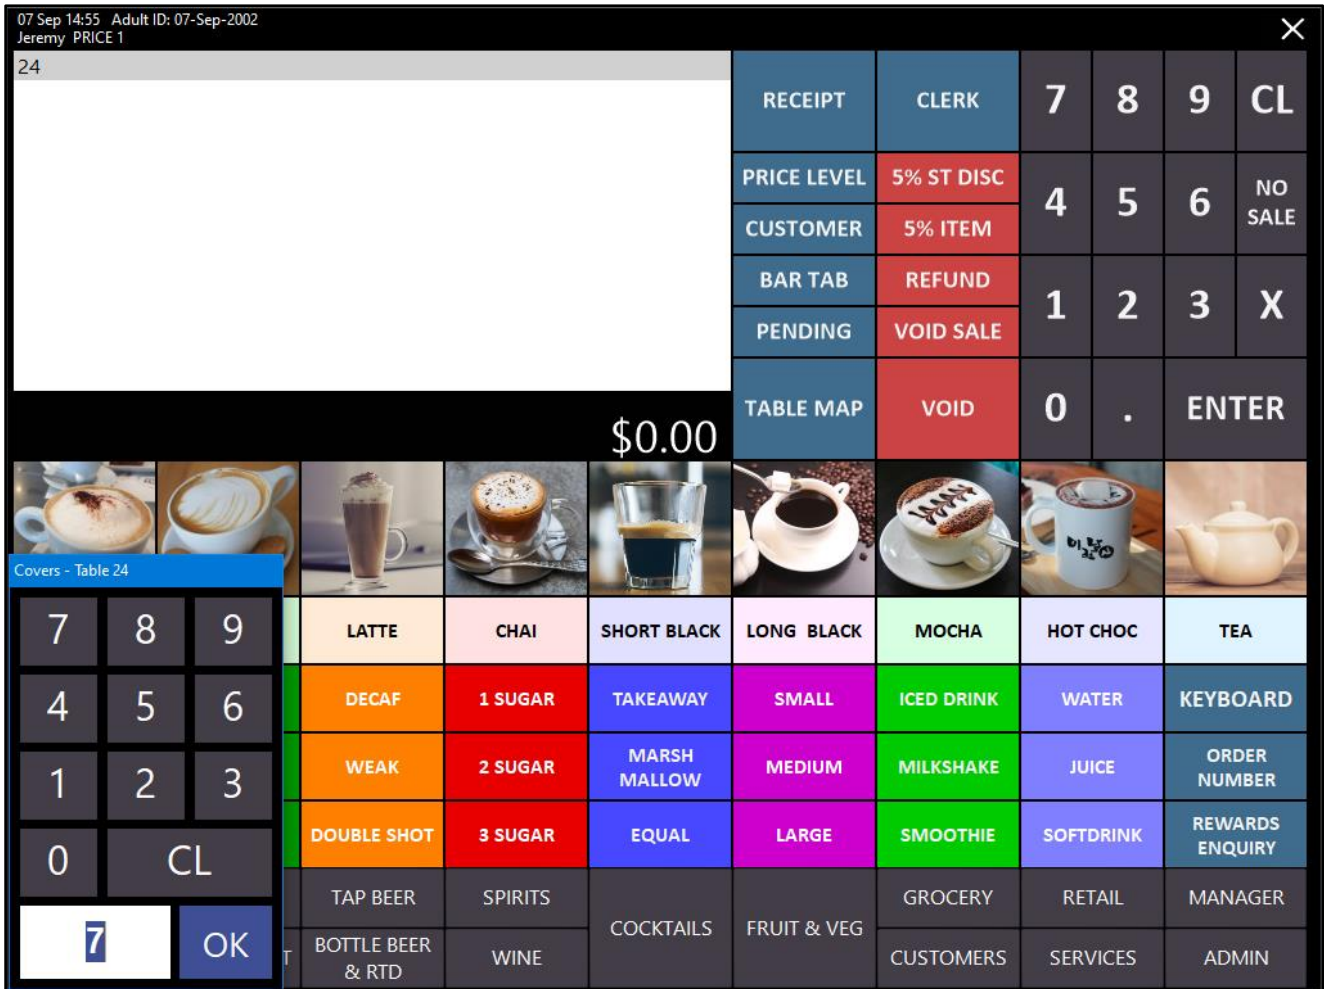 07 Sep 14:55 Adult ID: 07-Sep-2002
Jeremy PRICE 1
24
$0.00
RECEIPT
CLERK
PRICE LEVEL
5% ST DISC
CUSTOMER
5% ITEM
BAR TAB
REFUND
PENDING
VOID SALE
TABLE MAP
VOID
7 8 9 CL
4 5 6 NO
SALE
1 2 3 X
0 . ENTER
LATTE
CHAI
SHORT BLACK
LONG BLACK
MOCHA
HOT CHOC
TEA
DECAF
1 SUGAR
TAKEAWAY
SMALL
ICED DRINK
WATER
KEYBOARD
WEAK
2 SUGAR
MARSH
MALLOW
MEDIUM
MILKSHAKE
JUICE
ORDER
NUMBER
DOUBLE SHOT
3 SUGAR
EQUAL
LARGE
SMOOTHIE
SOFTDRINK
REWARDS
ENQUIRY
TAP BEER
SPIRITS
COCKTAILS
FRUIT & VEG
GROCERY
RETAIL
MANAGER
BOTTLE BEER
& RTD
WINE
CUSTOMERS
SERVICES
ADMIN
Covers - Table 24
7 8 9
4 5 6
1 2 3
0 CL
7 OK